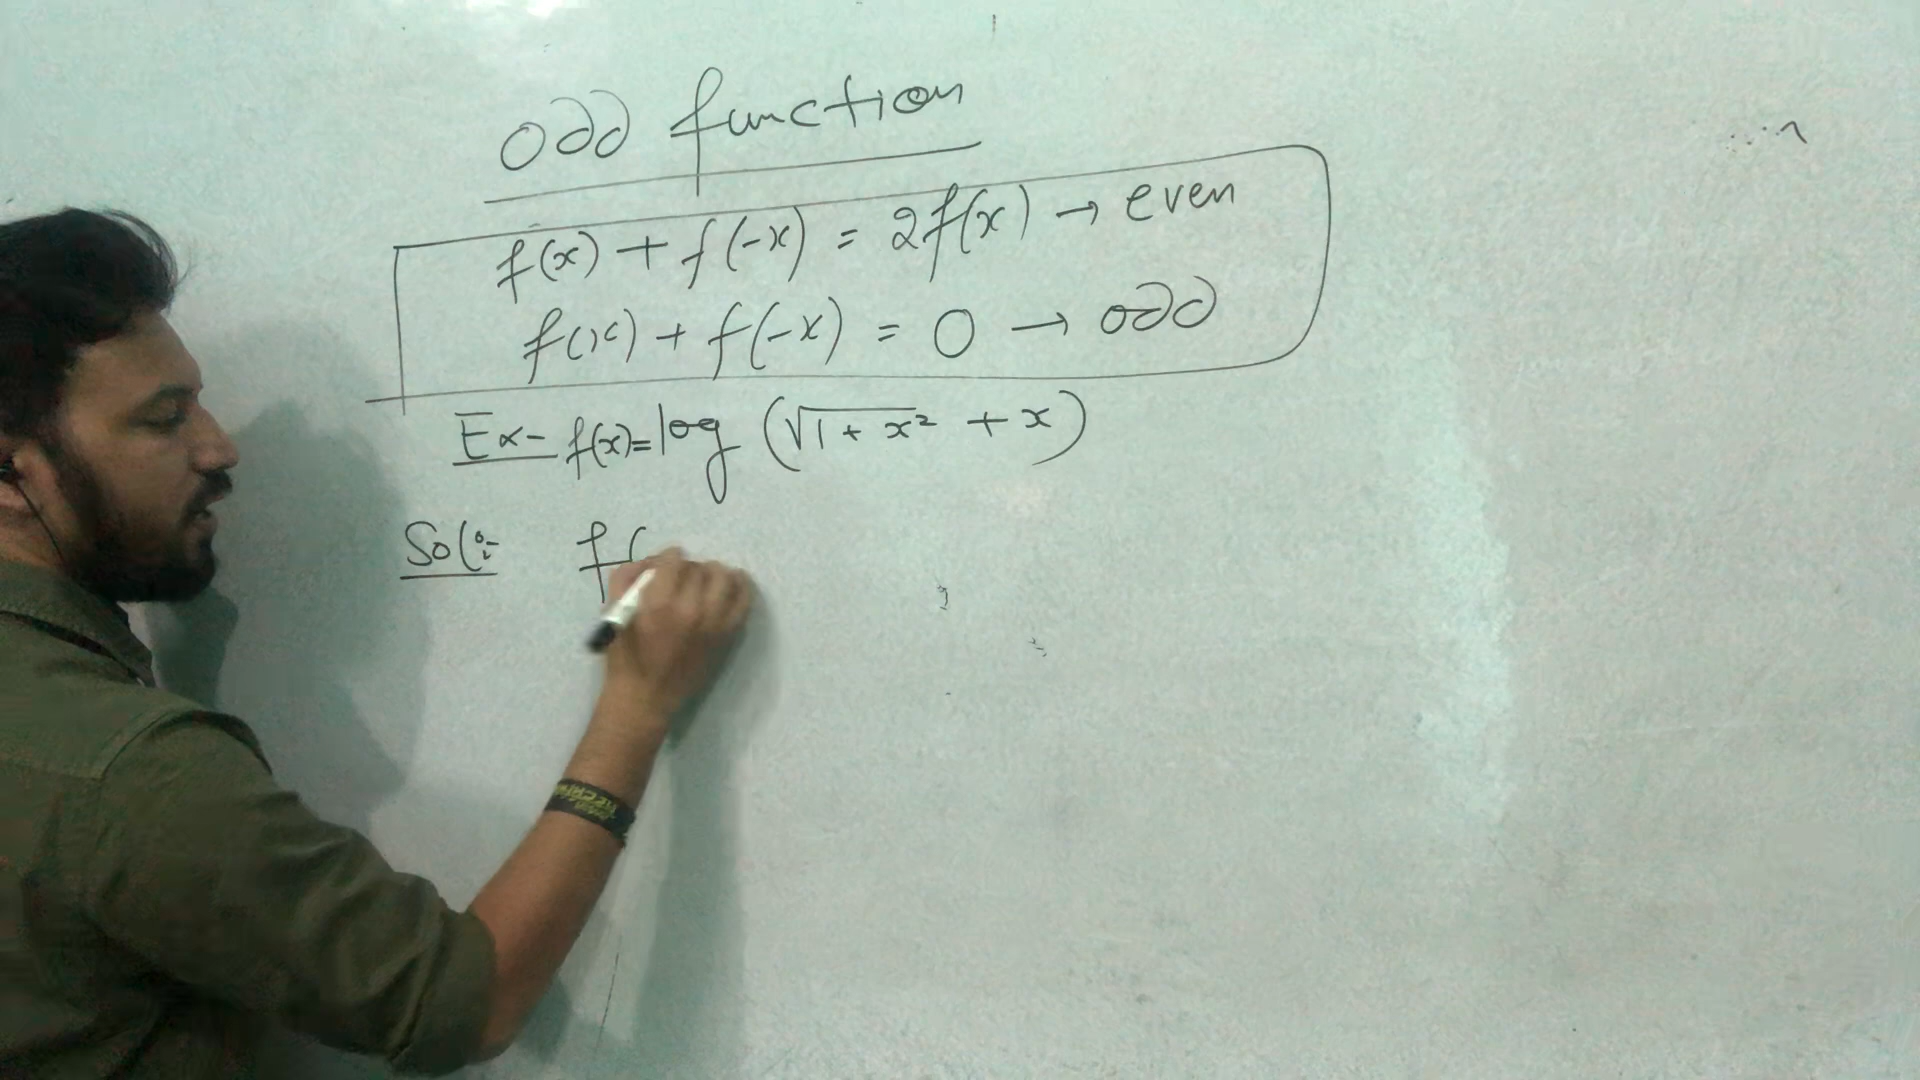 odd function
f(x) + f(-x) = 2f(x) → even
f(x) + f(-x) = 0 → odd
Ex- f(x)= log (√1 + x² + x)
Sol:- f(